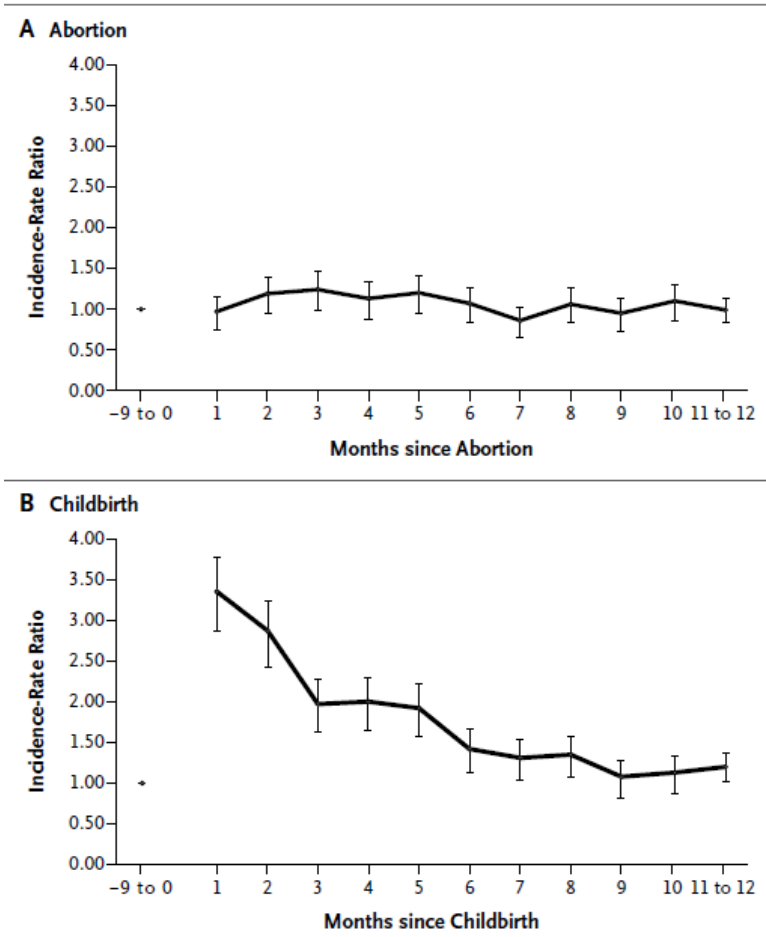 A Abortion
4.00
3.50
3.00
2.50
2.00
1.50
1.00
0.50
0.00
Incidence-Rate Ratio
−9 to 0 1 2 3 4 5 6 7 8 9 10 11 to 12
Months since Abortion
B Childbirth
4.00
3.50
3.00
2.50
2.00
1.50
1.00
0.50
0.00
Incidence-Rate Ratio
−9 to 0 1 2 3 4 5 6 7 8 9 10 11 to 12
Months since Childbirth